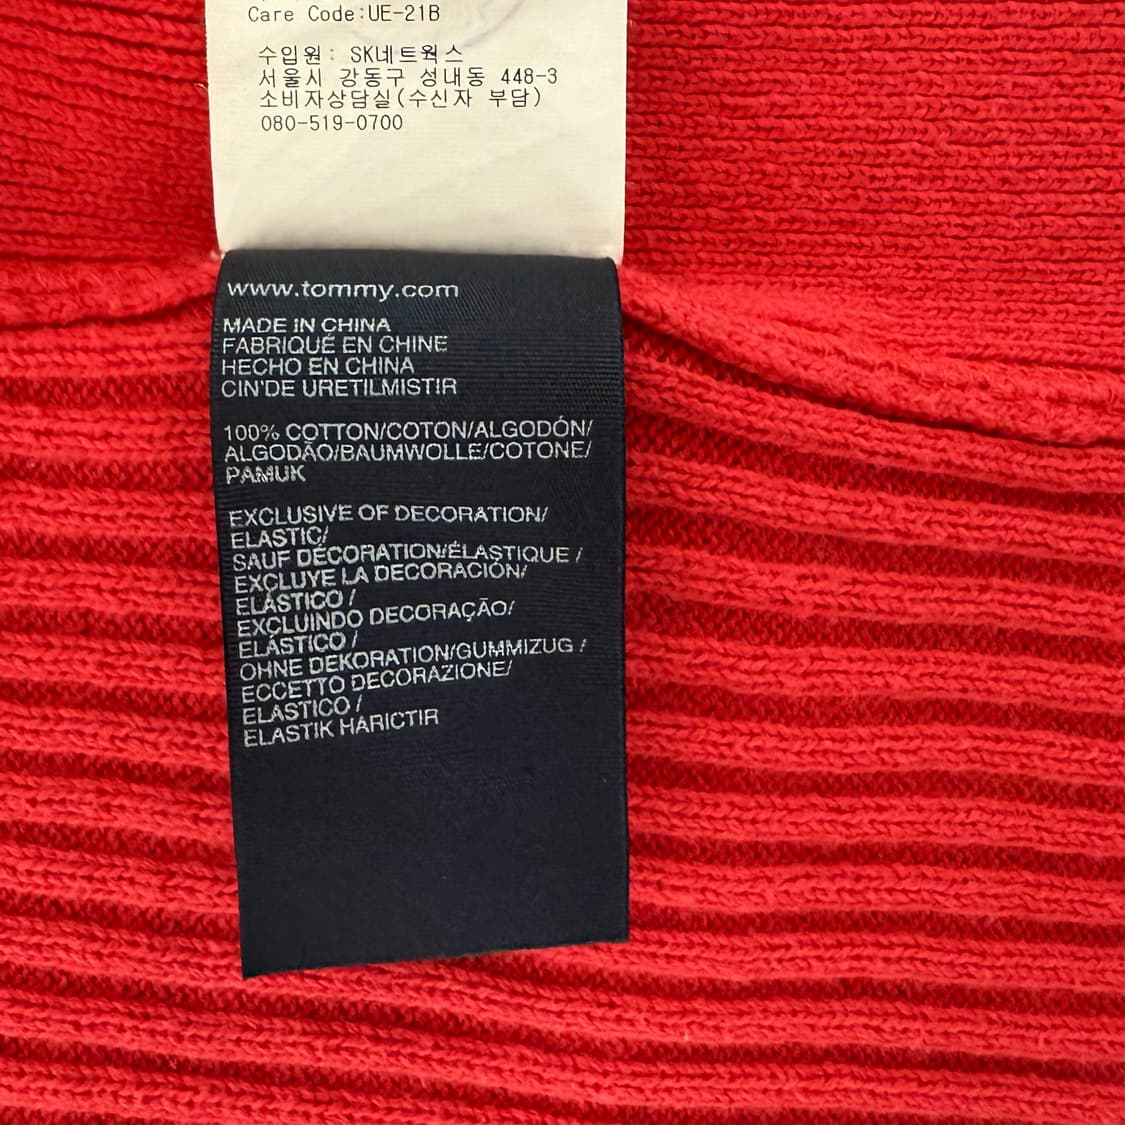 Care Code:UE-21B
수입원: SK네트웍스
서울시 강동구 성내동 448-3
소비자상담실(수신자 부담)
080-519-0700
www.tommy.com
MADE IN CHINA
FABRIQUÉ EN CHINE
HECHO EN CHINA
CIN'DE URETILMISTIR
100% COTTON/COTON/ALGODÓN/
ALGODÃO/BAUMWOLLE/COTONE/
PAMUK
EXCLUSIVE OF DECORATION/
ELASTIC/
SAUF DÉCORATION/ÉLASTIQUE /
EXCLUYE LA DECORACIÓN/
ELÁSTICO /
EXCLUINDO DECORAÇÃO/
ELÁSTICO /
OHNE DEKORATION/GUMMIZUG /
ECCETTO DECORAZIONE/
ELASTICO /
ELASTIK HARICTIR